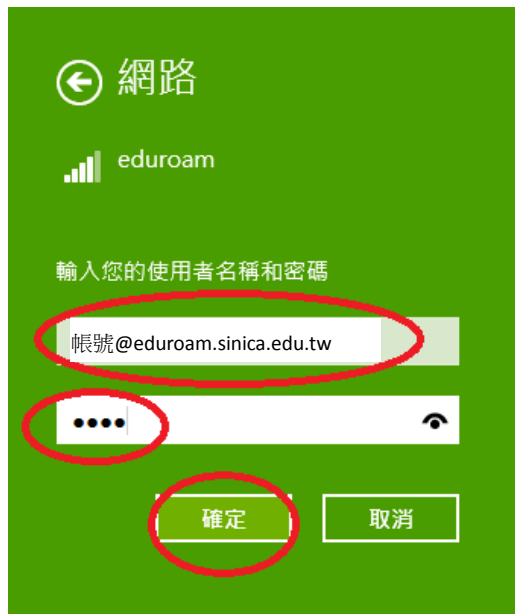 網路
eduroam
輸入您的使用者名稱和密碼
帳號@eduroam.sinica.edu.tw
••••
確定
取消